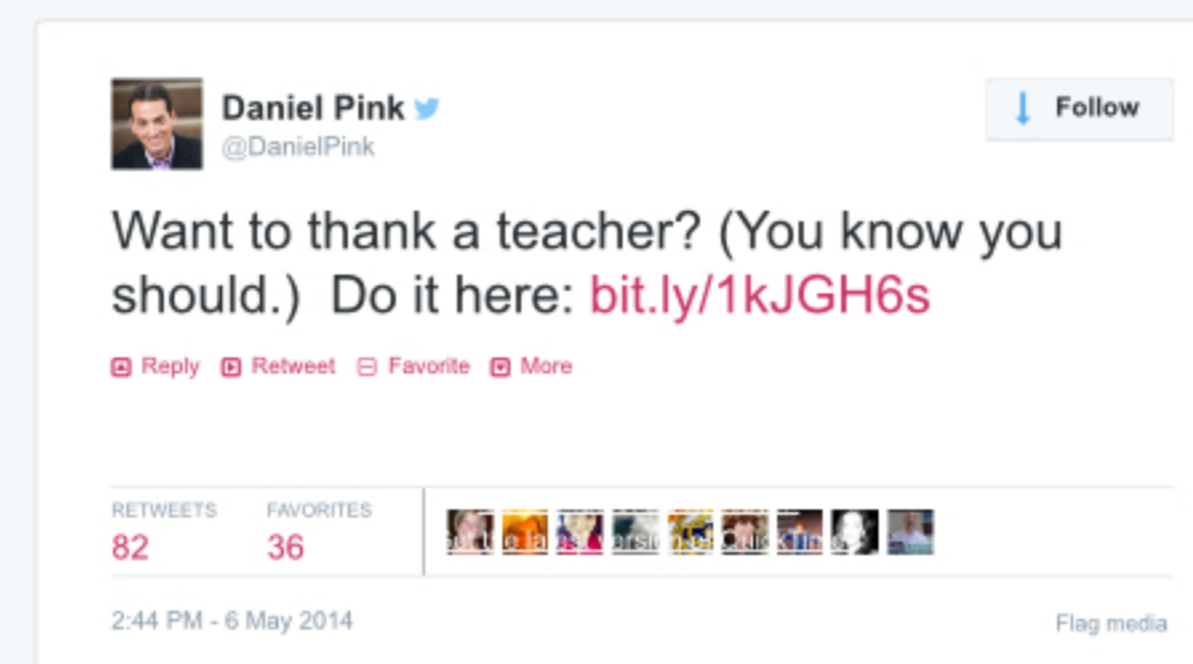 Daniel Pink
@DanielPink
Follow
Want to thank a teacher? (You know you
should.) Do it here: bit.ly/1kJGH6s
Reply Retweet Favorite More
RETWEETS FAVORITES
82 36
2:44 PM - 6 May 2014
Flag media